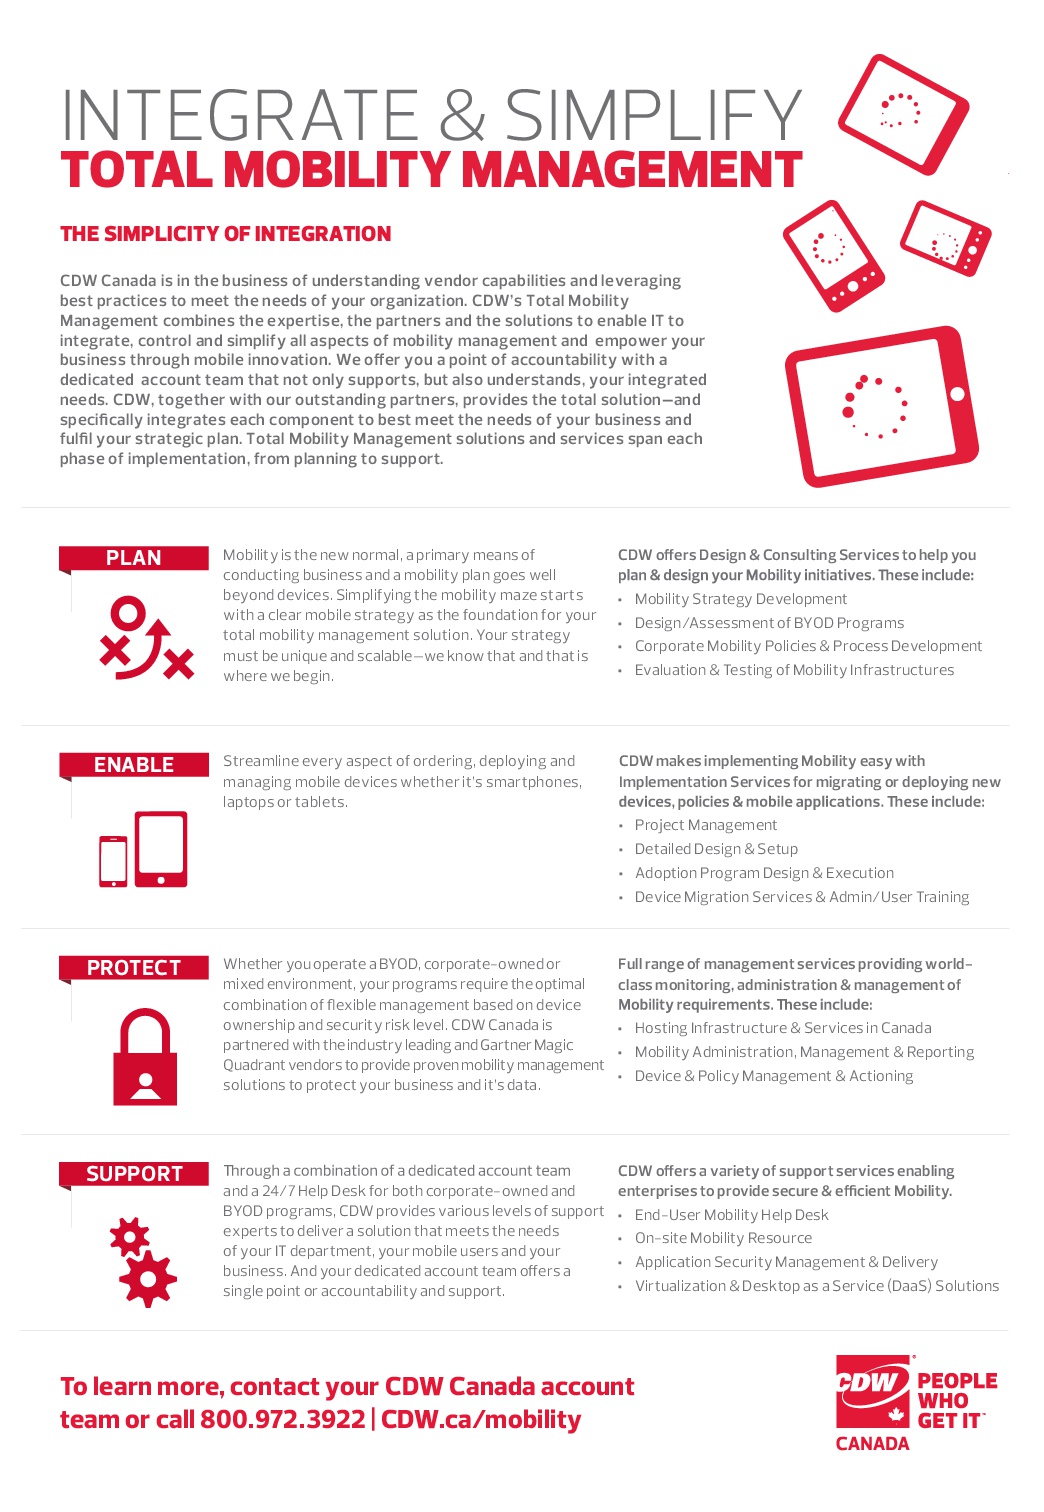 INTEGRATE & SIMPLIFY
TOTAL MOBILITY MANAGEMENT
THE SIMPLICITY OF INTEGRATION
CDW Canada is in the business of understanding vendor capabilities and leveraging
best practices to meet the needs of your organization. CDW's Total Mobility
Management combines the expertise, the partners and the solutions to enable IT to
integrate, control and simplify all aspects of mobility management and empower your
business through mobile innovation. We offer you a point of accountability with a
dedicated account team that not only supports, but also understands, your integrated
needs. CDW, together with our outstanding partners, provides the total solution—and
specifically integrates each component to best meet the needs of your business and
fulfil your strategic plan. Total Mobility Management solutions and services span each
phase of implementation, from planning to support.
PLAN
Mobility is the new normal, a primary means of
conducting business and a mobility plan goes well
beyond devices. Simplifying the mobility maze starts
with a clear mobile strategy as the foundation for your
total mobility management solution. Your strategy
must be unique and scalable—we know that and that is
where we begin.
CDW offers Design & Consulting Services to help you
plan & design your Mobility initiatives. These include:
• Mobility Strategy Development
• Design/Assessment of BYOD Programs
• Corporate Mobility Policies & Process Development
• Evaluation & Testing of Mobility Infrastructures
ENABLE
Streamline every aspect of ordering, deploying and
managing mobile devices whether it's smartphones,
laptops or tablets.
CDW makes implementing Mobility easy with
Implementation Services for migrating or deploying new
devices, policies & mobile applications. These include:
• Project Management
• Detailed Design & Setup
• Adoption Program Design & Execution
• Device Migration Services & Admin/User Training
PROTECT
Whether you operate a BYOD, corporate-owned or
mixed environment, your programs require the optimal
combination of flexible management based on device
ownership and security risk level. CDW Canada is
partnered with the industry leading and Gartner Magic
Quadrant vendors to provide proven mobility management
solutions to protect your business and it's data.
Full range of management services providing world-
class monitoring, administration & management of
Mobility requirements. These include:
• Hosting Infrastructure & Services in Canada
• Mobility Administration, Management & Reporting
• Device & Policy Management & Actioning
SUPPORT
Through a combination of a dedicated account team
and a 24/7 Help Desk for both corporate-owned and
BYOD programs, CDW provides various levels of support
experts to deliver a solution that meets the needs
of your IT department, your mobile users and your
business. And your dedicated account team offers a
single point or accountability and support.
CDW offers a variety of support services enabling
enterprises to provide secure & efficient Mobility.
• End-User Mobility Help Desk
• On-site Mobility Resource
• Application Security Management & Delivery
• Virtualization & Desktop as a Service (DaaS) Solutions
To learn more, contact your CDW Canada account
team or call 800.972.3922 | CDW.ca/mobility
CDW®
PEOPLE
WHO
GET IT™
CANADA